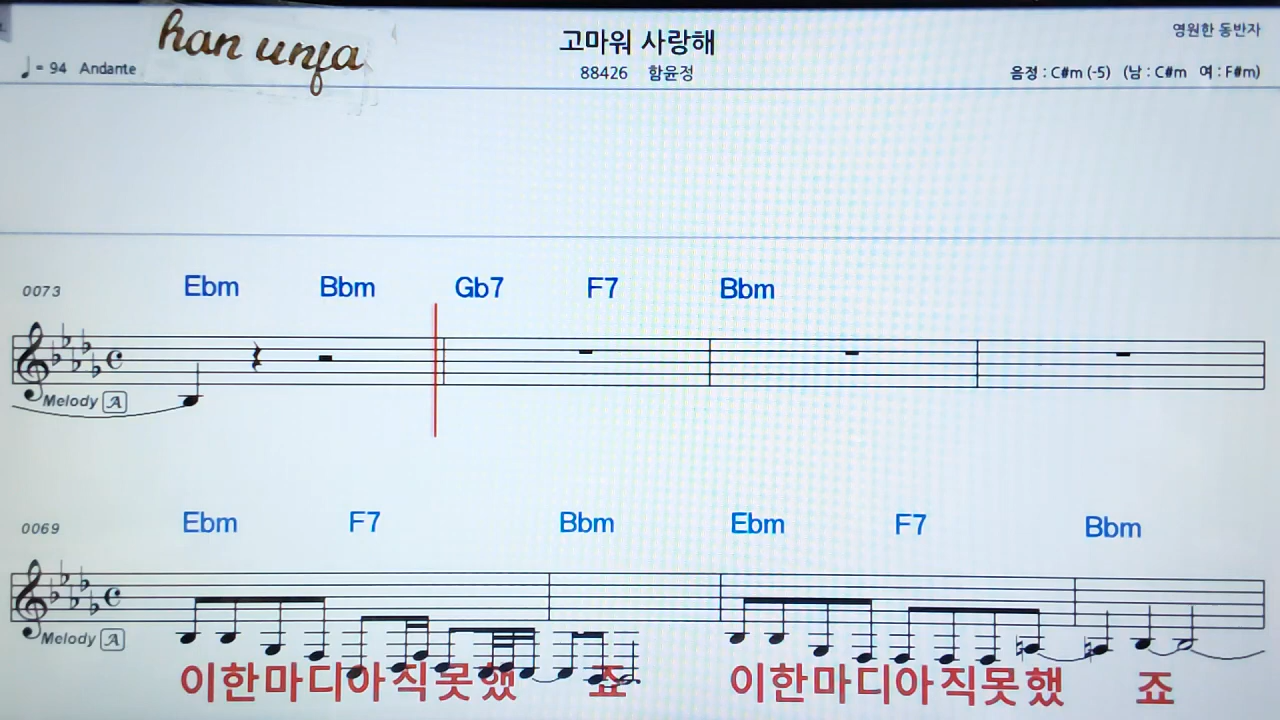 han unja
고마워 사랑해
영원한 동반자
♩= 94 Andante
88426 함윤정
음정 : C#m (-5) (남 : C#m 여 : F#m)
0073 Ebm Bbm Gb7 F7 Bbm
Melody A
0069 Ebm F7 Bbm Ebm F7 Bbm
Melody A
이한마디아직못했 죠 이한마디아직못했 죠